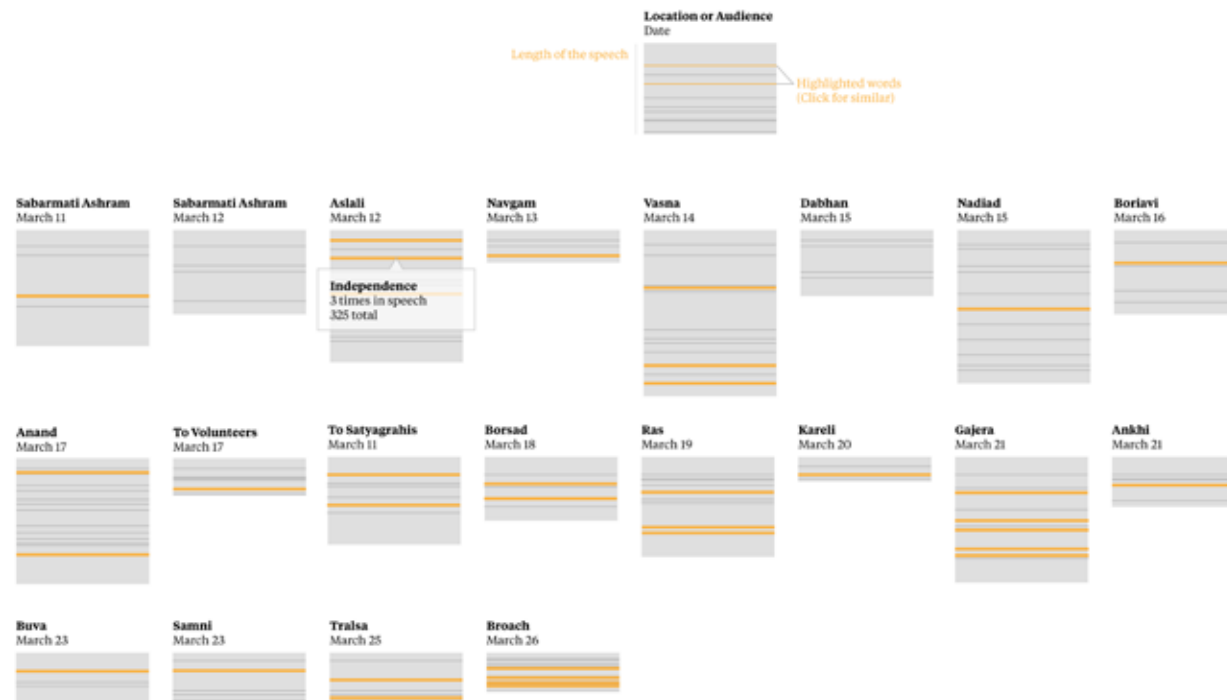 Location or Audience
Date
Length of the speech
Highlighted words
(Click for similar)
Sabarmati Ashram
March 11
Sabarmati Ashram
March 12
Aslali
March 12
Navgam
March 13
Vasna
March 14
Dabhan
March 15
Nadiad
March 15
Boriavi
March 16
Independence
3 times in speech
325 total
Anand
March 17
To Volunteers
March 17
To Satyagrahis
March 11
Borsad
March 18
Ras
March 19
Kareli
March 20
Gajera
March 21
Ankhi
March 21
Buva
March 23
Samni
March 23
Tralsa
March 25
Broach
March 26